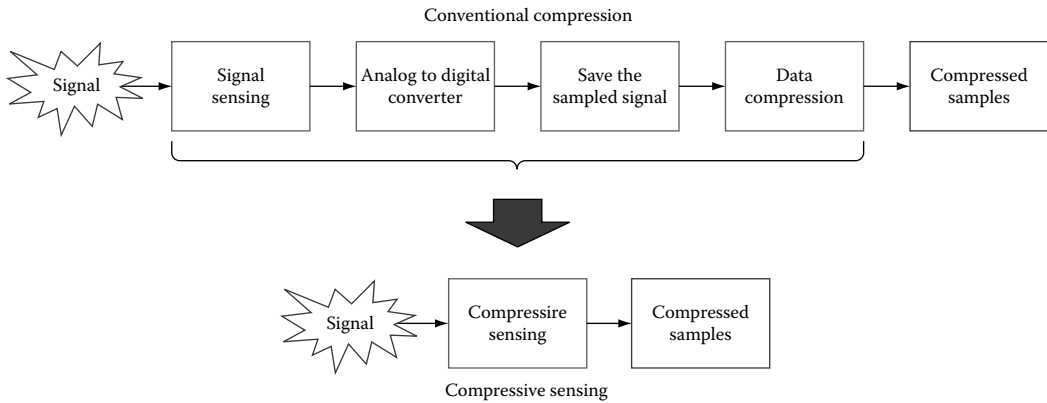 Conventional compression
Signal
Signal
sensing
Analog to digital
converter
Save the
sampled signal
Data
compression
Compressed
samples
Signal
Compressire
sensing
Compressed
samples
Compressive sensing